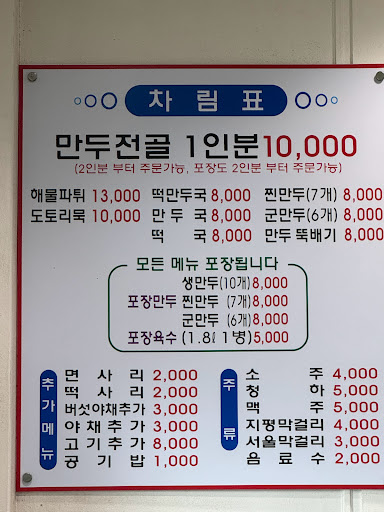 차림표
만두전골 1인분 10,000
(2인분 부터 주문가능, 포장도 2인분 부터 주문가능)
해물파튀 13,000 떡만두국 8,000 찐만두(7개) 8,000
도토리묵 10,000 만두국 8,000 군만두(6개) 8,000
떡국 8,000 만두뚝배기 8,000
모든 메뉴 포장됩니다
생만두(10개) 8,000
포장만두 찐만두 (7개) 8,000
군만두 (6개) 8,000
포장육수 (1.8ℓ 1병) 5,000
추가메뉴
면사리 2,000
떡사리 2,000
버섯야채추가 3,000
야채추가 3,000
고기추가 8,000
공기밥 1,000
주류
소주 4,000
청하 5,000
맥주 5,000
지평막걸리 4,000
서울막걸리 3,000
음료수 2,000